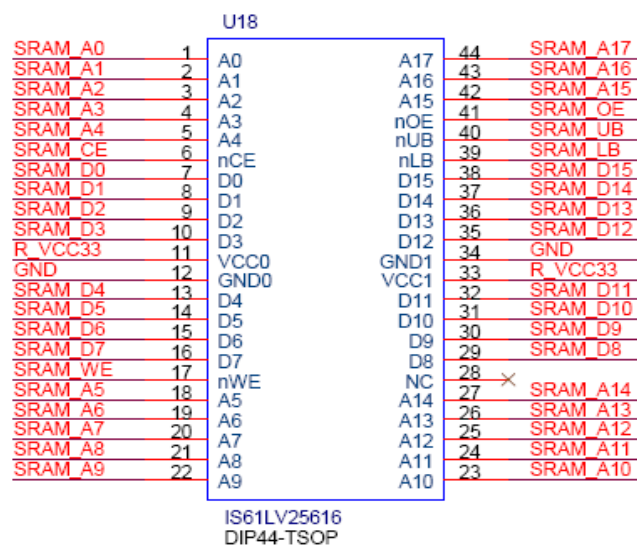 U18
SRAM_A0 1 A0 A17 44 SRAM_A17
SRAM_A1 2 A1 A16 43 SRAM_A16
SRAM_A2 3 A2 A15 42 SRAM_A15
SRAM_A3 4 A3 nOE 41 SRAM_OE
SRAM_A4 5 A4 nUB 40 SRAM_UB
SRAM_CE 6 nCE nLB 39 SRAM_LB
SRAM_D0 7 D0 D15 38 SRAM_D15
SRAM_D1 8 D1 D14 37 SRAM_D14
SRAM_D2 9 D2 D13 36 SRAM_D13
SRAM_D3 10 D3 D12 35 SRAM_D12
R_VCC33 11 VCC0 GND1 34 GND
GND 12 GND0 VCC1 33 R_VCC33
SRAM_D4 13 D4 D11 32 SRAM_D11
SRAM_D5 14 D5 D10 31 SRAM_D10
SRAM_D6 15 D6 D9 30 SRAM_D9
SRAM_D7 16 D7 D8 29 SRAM_D8
SRAM_WE 17 nWE NC 28
SRAM_A5 18 A5 A14 27 SRAM_A14
SRAM_A6 19 A6 A13 26 SRAM_A13
SRAM_A7 20 A7 A12 25 SRAM_A12
SRAM_A8 21 A8 A11 24 SRAM_A11
SRAM_A9 22 A9 A10 23 SRAM_A10
IS61LV25616
DIP44-TSOP